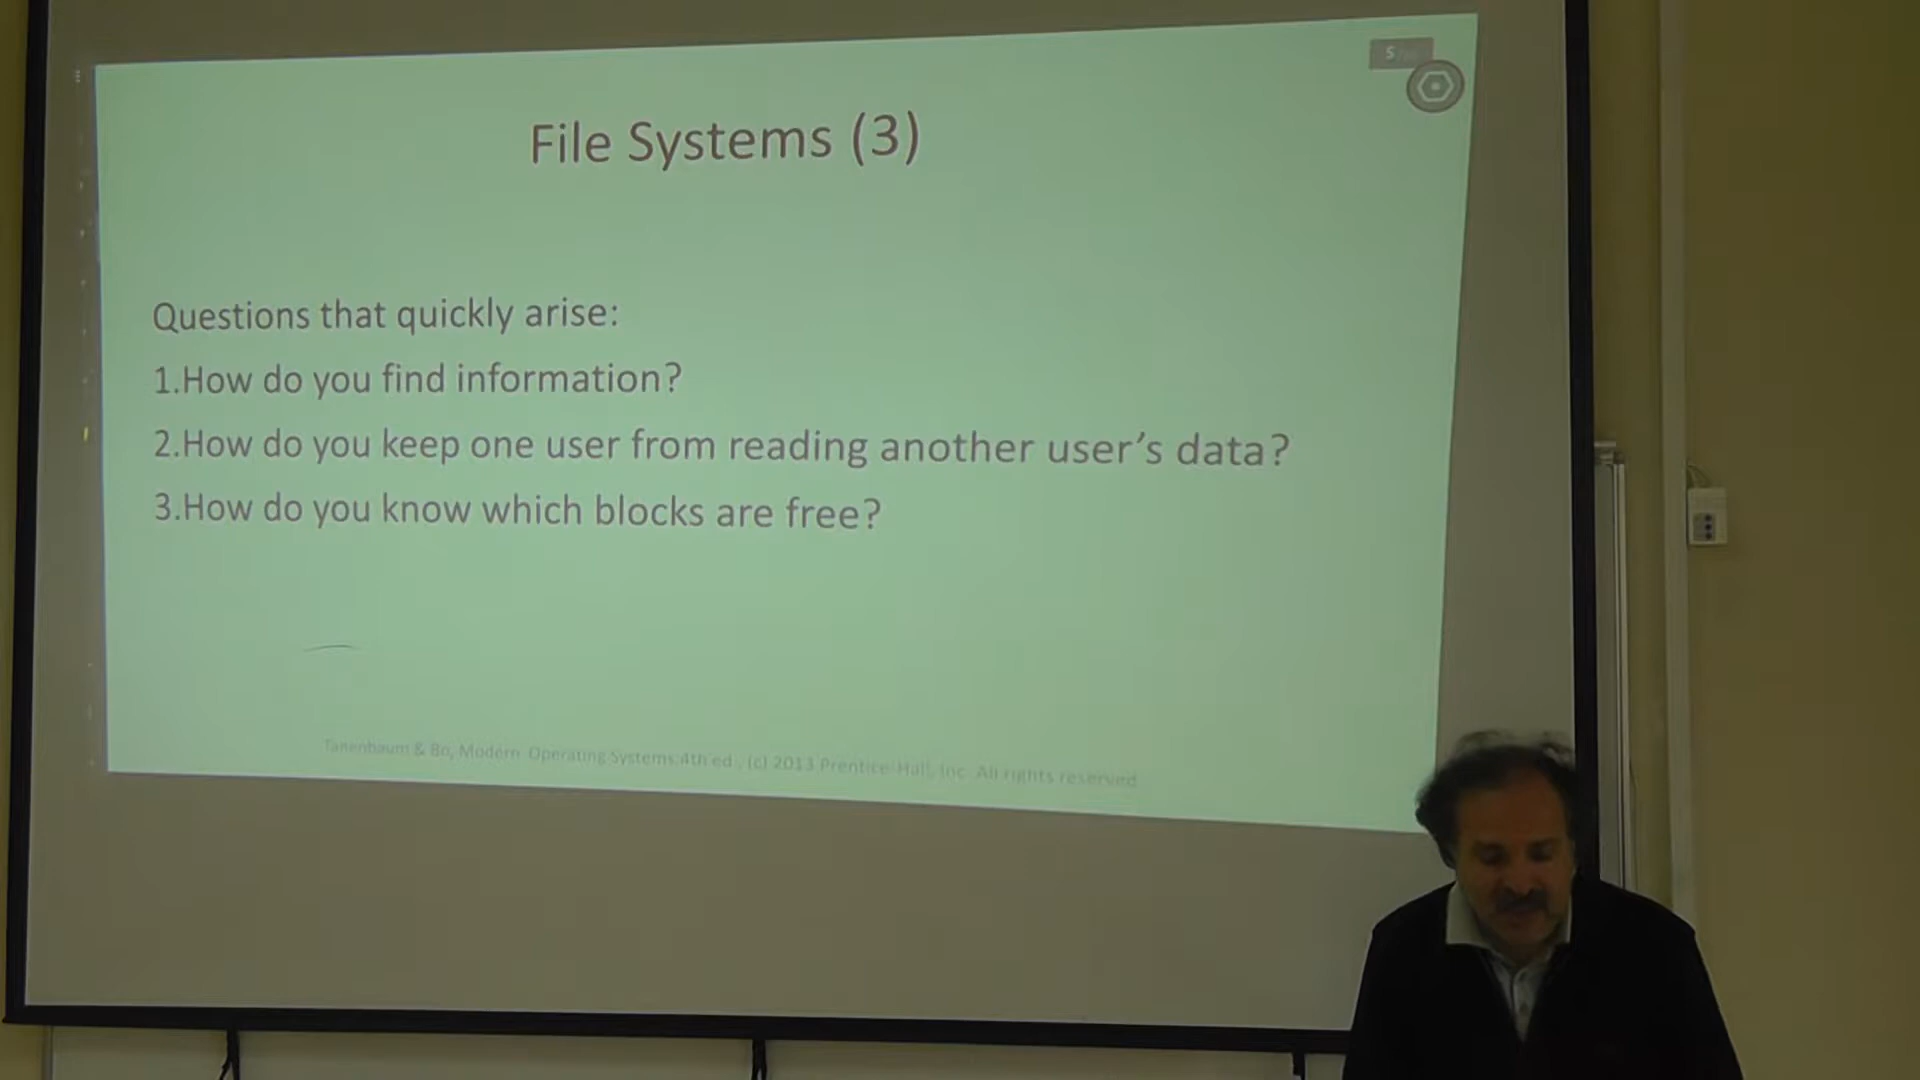 5
File Systems (3)
Questions that quickly arise:
1.How do you find information?
2.How do you keep one user from reading another user's data?
3.How do you know which blocks are free?
Tanenbaum & Bo, Modern Operating Systems:4th ed., (c) 2013 Prentice-Hall, Inc. All rights reserved.